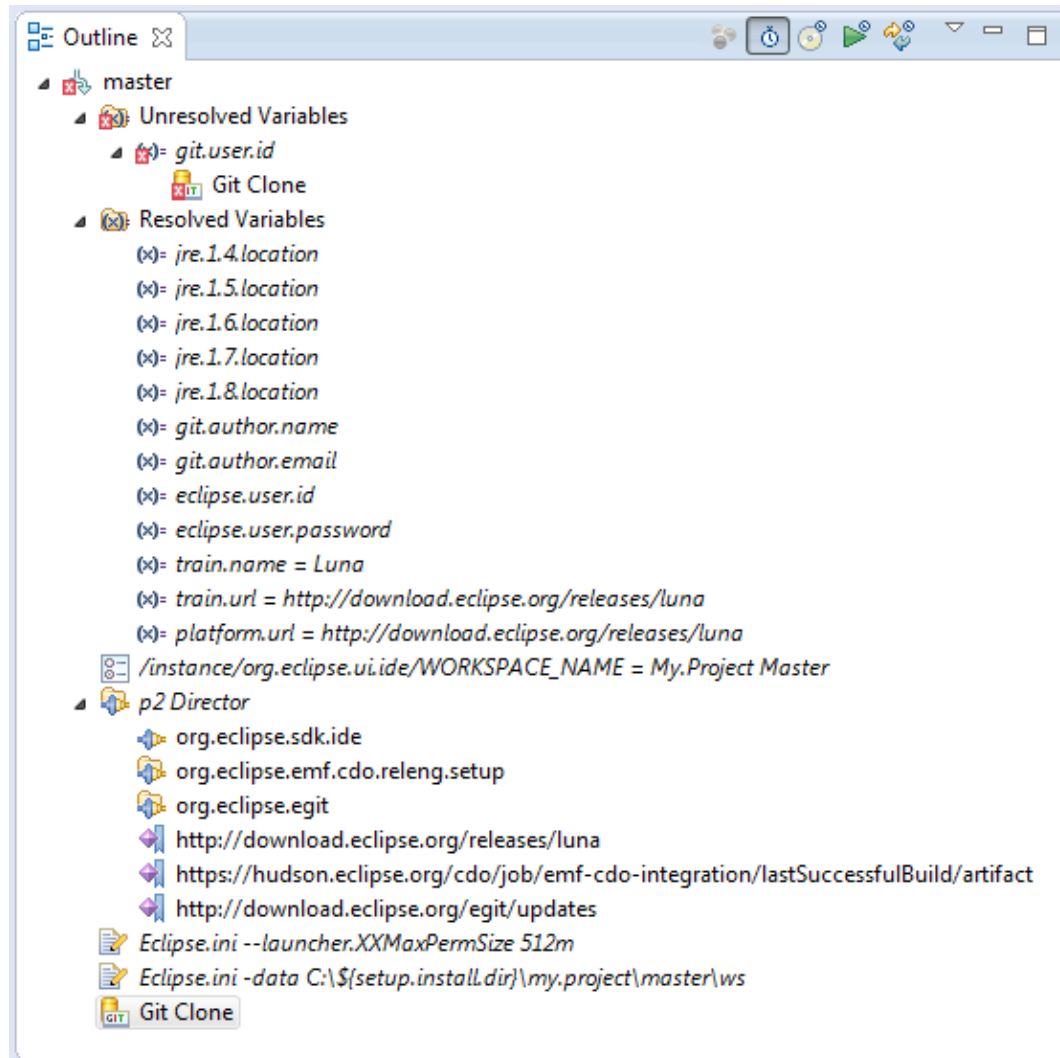 Outline
master
Unresolved Variables
(x)= git.user.id
GIT Git Clone
(x)= Resolved Variables
(x)= jre.1.4.location
(x)= jre.1.5.location
(x)= jre.1.6.location
(x)= jre.1.7.location
(x)= jre.1.8.location
(x)= git.author.name
(x)= git.author.email
(x)= eclipse.user.id
(x)= eclipse.user.password
(x)= train.name = Luna
(x)= train.url = http://download.eclipse.org/releases/luna
(x)= platform.url = http://download.eclipse.org/releases/luna
/instance/org.eclipse.ui.ide/WORKSPACE_NAME = My.Project Master
p2 Director
org.eclipse.sdk.ide
org.eclipse.emf.cdo.releng.setup
org.eclipse.egit
http://download.eclipse.org/releases/luna
https://hudson.eclipse.org/cdo/job/emf-cdo-integration/lastSuccessfulBuild/artifact
http://download.eclipse.org/egit/updates
Eclipse.ini --launcher.XXMaxPermSize 512m
Eclipse.ini -data C:\${setup.install.dir}\my.project\master\ws
GIT Git Clone